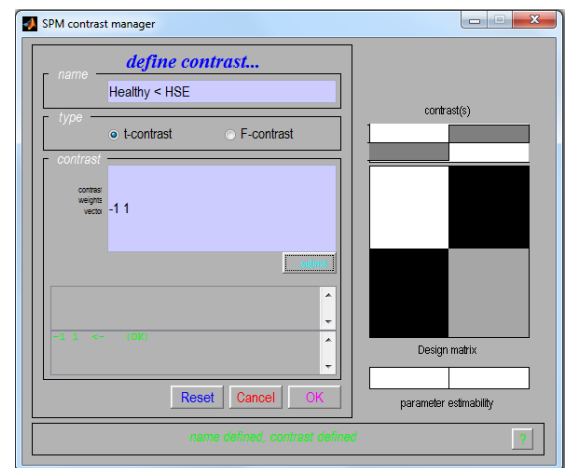 SPM contrast manager
define contrast...
name
Healthy < HSE
type
t-contrast F-contrast
contrast
contrast
weights
vector
-1 1
...submit
-1 1 <- (OK)
Reset Cancel OK
name defined, contrast defined
contrast(s)
Design matrix
parameter estimability
?